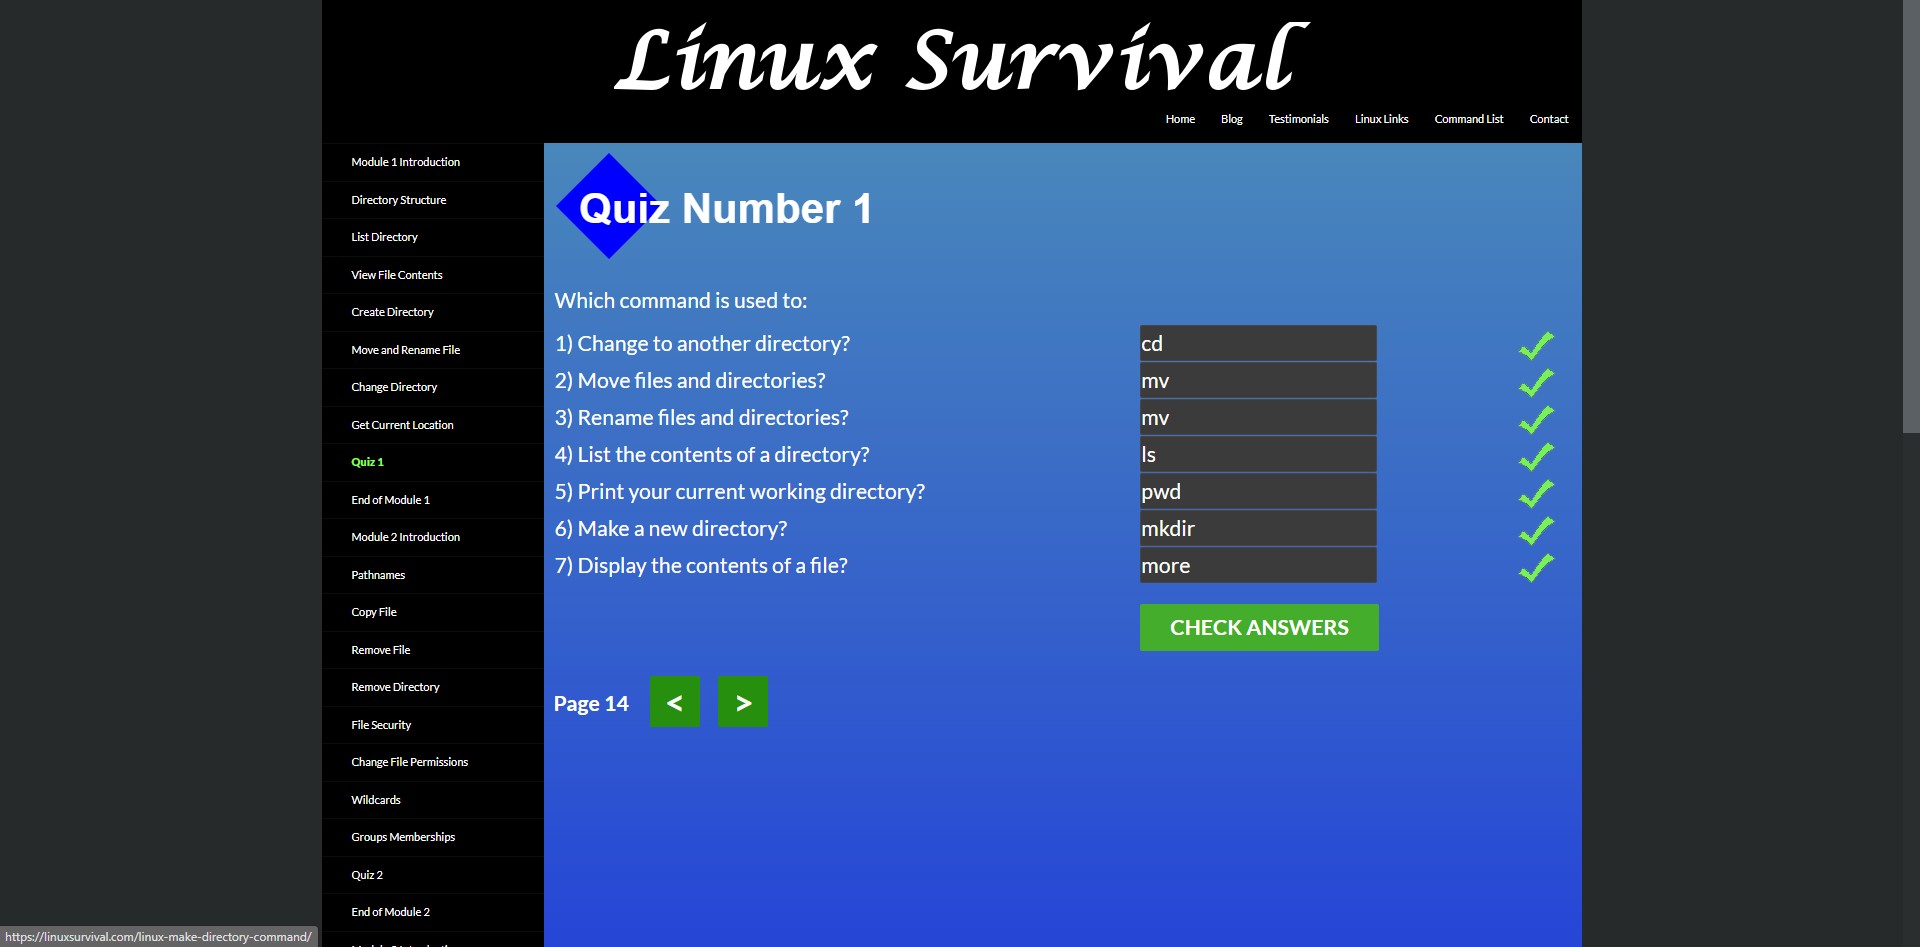 Linux Survival
Home Blog Testimonials Linux Links Command List Contact
Module 1 Introduction
Directory Structure
List Directory
View File Contents
Create Directory
Move and Rename File
Change Directory
Get Current Location
Quiz 1
End of Module 1
Module 2 Introduction
Pathnames
Copy File
Remove File
Remove Directory
File Security
Change File Permissions
Wildcards
Groups Memberships
Quiz 2
End of Module 2
Quiz Number 1
Which command is used to:
1) Change to another directory? cd
2) Move files and directories? mv
3) Rename files and directories? mv
4) List the contents of a directory? ls
5) Print your current working directory? pwd
6) Make a new directory? mkdir
7) Display the contents of a file? more
CHECK ANSWERS
Page 14 < >
https://linuxsurvival.com/linux-make-directory-command/